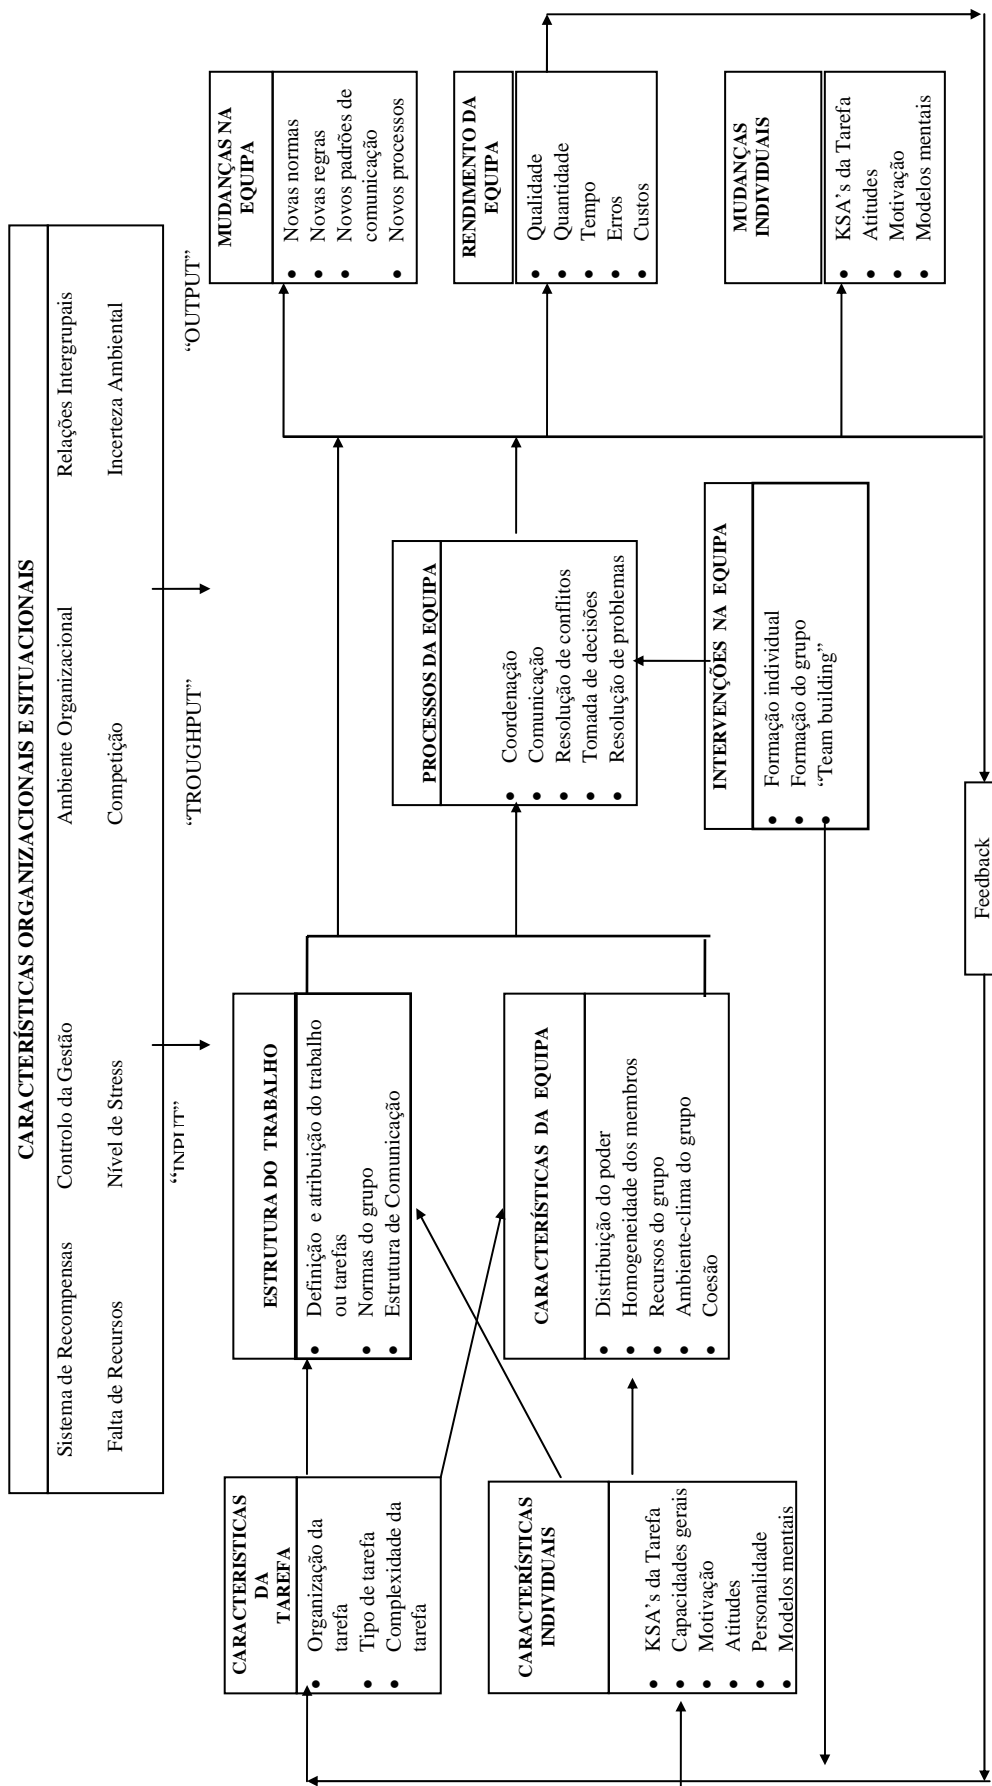 CARACTERÍSTICAS ORGANIZACIONAIS E SITUACIONAIS
Sistema de Recompensas
Controlo da Gestão
Ambiente Organizacional
Relações Intergrupais
Falta de Recursos
Nível de Stress
Competição
Incerteza Ambiental
“INPUT”
“TROUGHPUT”
“OUTPUT”
CARACTERISTICAS
DA
TAREFA
• Organização da
tarefa
• Tipo de tarefa
• Complexidade da
tarefa
CARACTERÍSTICAS
INDIVIDUAIS
• KSA’s da Tarefa
• Capacidades gerais
• Motivação
• Atitudes
• Personalidade
• Modelos mentais
ESTRUTURA DO TRABALHO
• Definição e atribuição do trabalho
ou tarefas
• Normas do grupo
• Estrutura de Comunicação
CARACTERÍSTICAS DA EQUIPA
• Distribuição do poder
• Homogeneidade dos membros
• Recursos do grupo
• Ambiente-clima do grupo
• Coesão
PROCESSOS DA EQUIPA
• Coordenação
• Comunicação
• Resolução de conflitos
• Tomada de decisões
• Resolução de problemas
INTERVENÇÕES NA EQUIPA
• Formação individual
• Formação do grupo
• “Team building”
MUDANÇAS NA
EQUIPA
• Novas normas
• Novas regras
• Novos padrões de
comunicação
• Novos processos
RENDIMENTO DA
EQUIPA
• Qualidade
• Quantidade
• Tempo
• Erros
• Custos
MUDANÇAS
INDIVIDUAIS
• KSA’s da Tarefa
• Atitudes
• Motivação
• Modelos mentais
Feedback